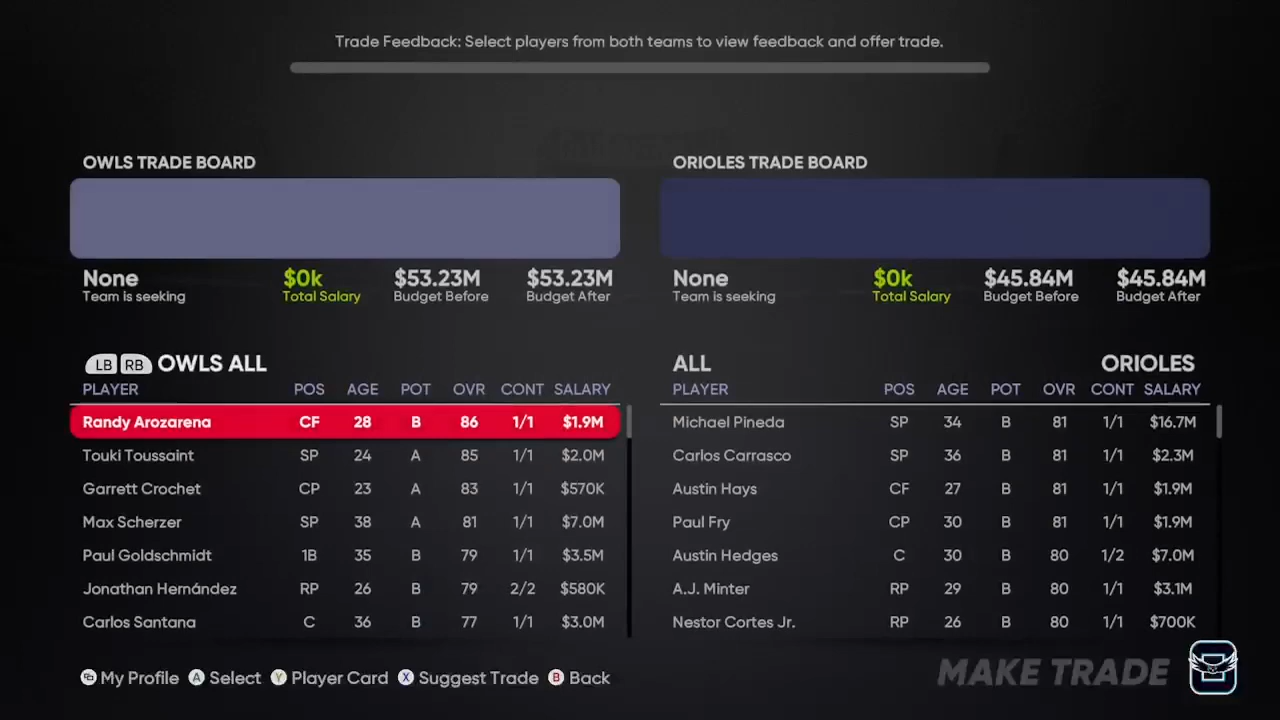 Trade Feedback: Select players from both teams to view feedback and offer trade.
OWLS TRADE BOARD
None $0k $53.23M $53.23M
Team is seeking Total Salary Budget Before Budget After
LB RB OWLS ALL
PLAYER POS AGE POT OVR CONT SALARY
Randy Arozarena CF 28 B 86 1/1 $1.9M
Touki Toussaint SP 24 A 85 1/1 $2.0M
Garrett Crochet CP 23 A 83 1/1 $570K
Max Scherzer SP 38 A 81 1/1 $7.0M
Paul Goldschmidt 1B 35 B 79 1/1 $3.5M
Jonathan Hernández RP 26 B 79 2/2 $580K
Carlos Santana C 36 B 77 1/1 $3.0M
ORIOLES TRADE BOARD
None $0k $45.84M $45.84M
Team is seeking Total Salary Budget Before Budget After
ALL ORIOLES
PLAYER POS AGE POT OVR CONT SALARY
Michael Pineda SP 34 B 81 1/1 $16.7M
Carlos Carrasco SP 36 B 81 1/1 $2.3M
Austin Hays CF 27 B 81 1/1 $1.9M
Paul Fry CP 30 B 81 1/1 $1.9M
Austin Hedges C 30 B 80 1/2 $7.0M
A.J. Minter RP 29 B 80 1/1 $3.1M
Nestor Cortes Jr. RP 26 B 80 1/1 $700K
My Profile A Select Y Player Card X Suggest Trade B Back
MAKE TRADE